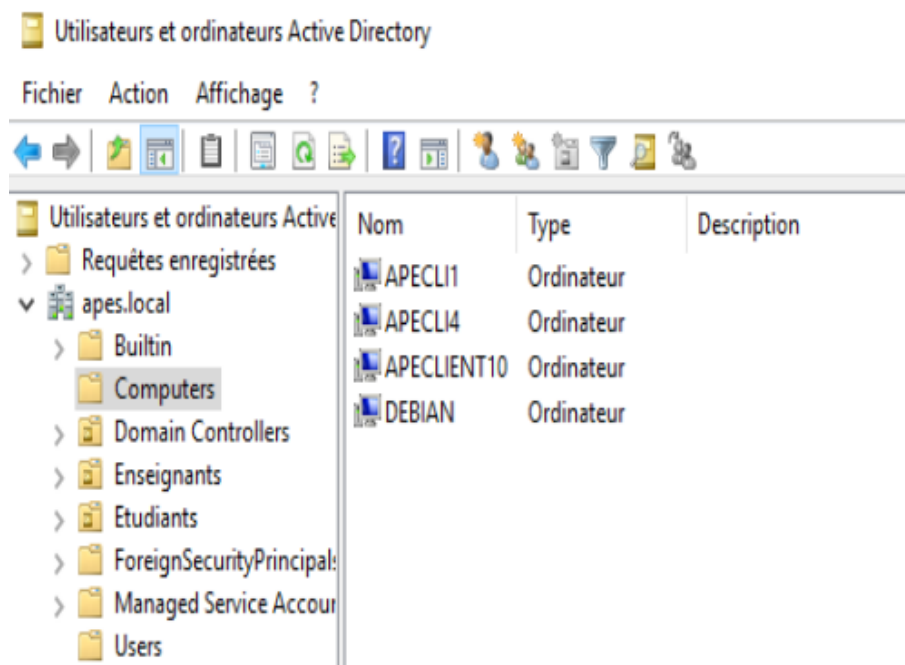 Utilisateurs et ordinateurs Active Directory
Fichier Action Affichage ?
Utilisateurs et ordinateurs Active
Requêtes enregistrées
apes.local
Builtin
Computers
Domain Controllers
Enseignants
Etudiants
ForeignSecurityPrincipals
Managed Service Accour
Users
Nom Type Description
APECLI1 Ordinateur
APECLI4 Ordinateur
APECLIENT10 Ordinateur
DEBIAN Ordinateur